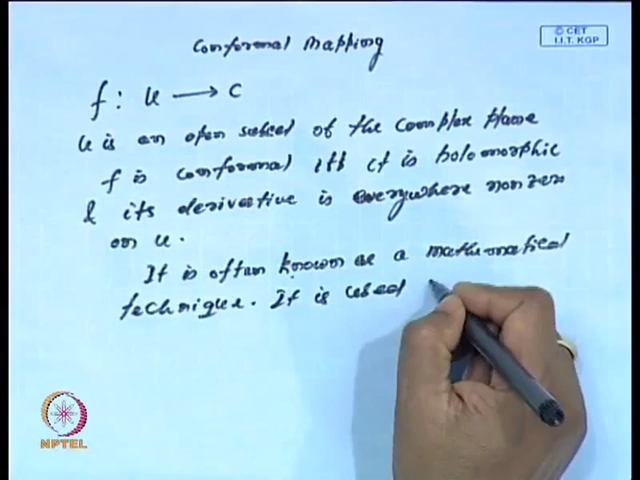 Conformal Mapping
© CET
I.I.T. KGP
f: U → C
U is an open subset of the complex plane
f is conformal iff it is holomorphic
& its derivative is everywhere non zero
on U.
It is often known as a mathematical
technique. It is used
NPTEL